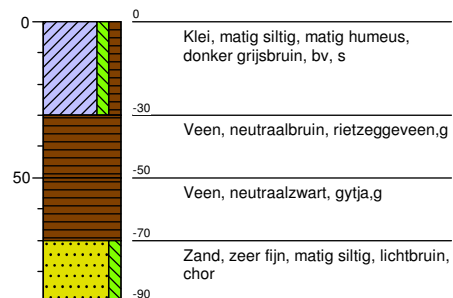 0
0
Klei, matig siltig, matig humeus,
donker grijsbruin, bv, s
-30
Veen, neutraalbruin, rietzeggeveen,g
50
-50
Veen, neutraalzwart, gytja,g
-70
Zand, zeer fijn, matig siltig, lichtbruin,
chor
-90